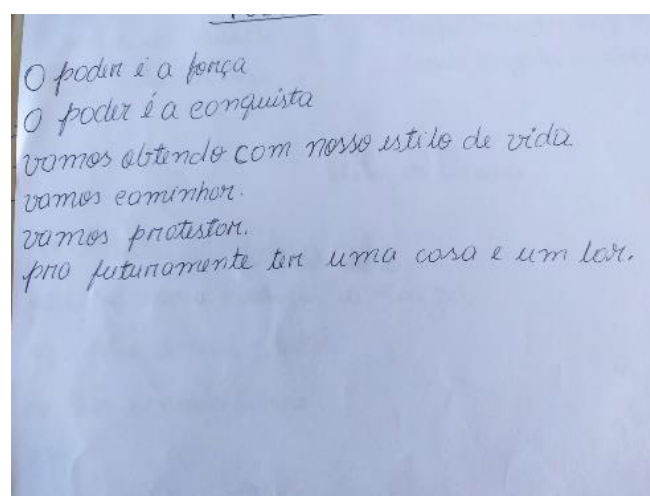 O poder é a força
O poder é a conquista
vamos obtendo com nosso estilo de vida
vamos caminhar.
vamos protestar.
pra futuramente ter uma casa e um lar.